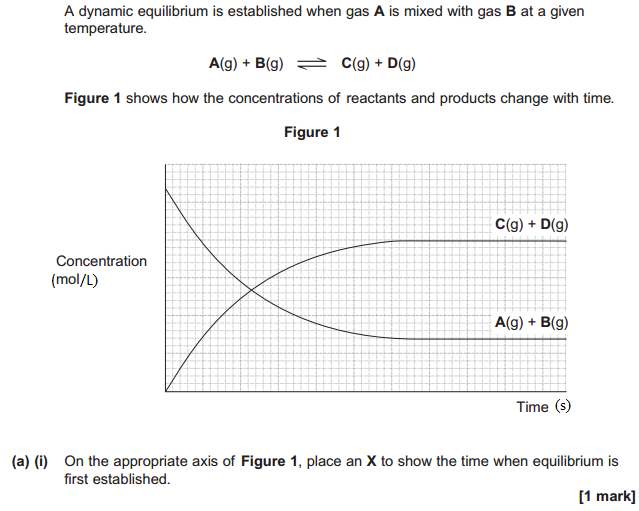 A dynamic equilibrium is established when gas A is mixed with gas B at a given
temperature.
A(g) + B(g) ⇌ C(g) + D(g)
Figure 1 shows how the concentrations of reactants and products change with time.
Figure 1
C(g) + D(g)
Concentration
(mol/L)
A(g) + B(g)
Time (s)
(a) (i) On the appropriate axis of Figure 1, place an X to show the time when equilibrium is
first established.
[1 mark]